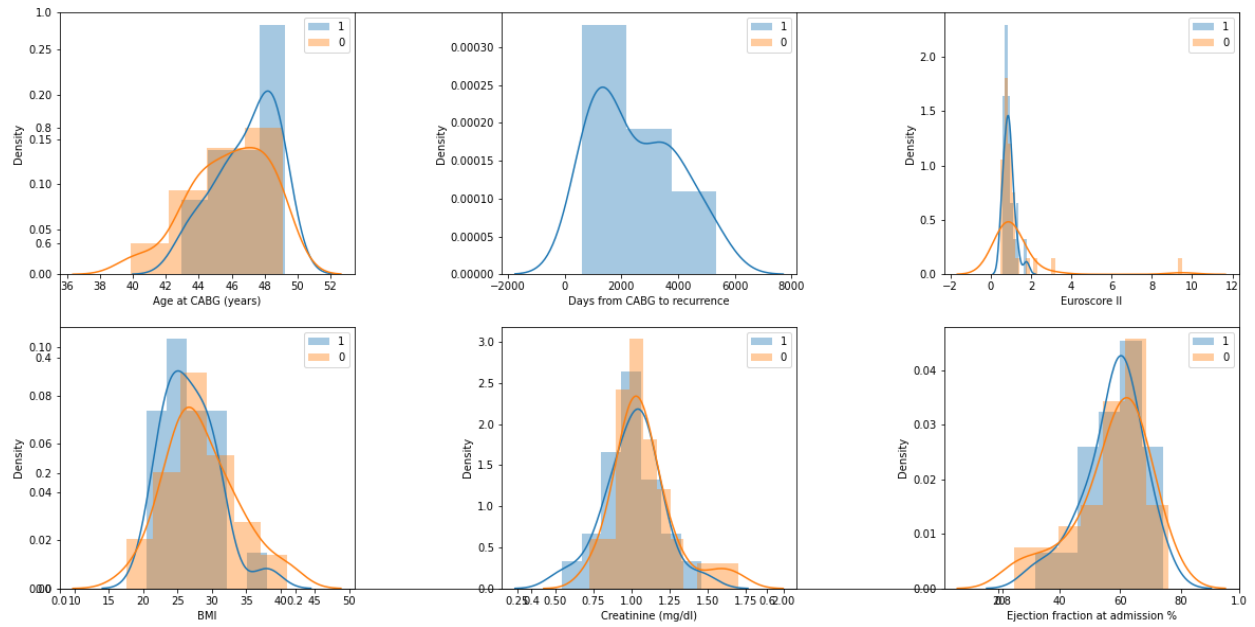 1.0
0.25
0.20
0.8
0.15
0.10
0.05
0.6
0.00
36 38 40 42 44 46 48 50 52
Density
Age at CABG (years)
1
0
0.00030
0.00025
0.00020
0.00015
0.00010
0.00005
0.00000
−2000 0 2000 4000 6000 8000
Density
Days from CABG to recurrence
1
0
2.0
1.5
1.0
0.5
0.0
−2 0 2 4 6 8 10 12
Density
Euroscore II
1
0
0.10
0.4
0.08
0.06
0.2
0.04
0.02
0.00
0.0 10 15 20 25 30 35 40 0.2 45 50
Density
BMI
1
0
3.0
2.5
2.0
1.5
1.0
0.5
0.0
0.25 0.4 0.50 0.75 1.00 1.25 1.50 1.75 0.6 2.00
Density
Creatinine (mg/dl)
1
0
0.04
0.03
0.02
0.01
0.00
20 0.8 40 60 80 1.0
Density
Ejection fraction at admission %
1
0